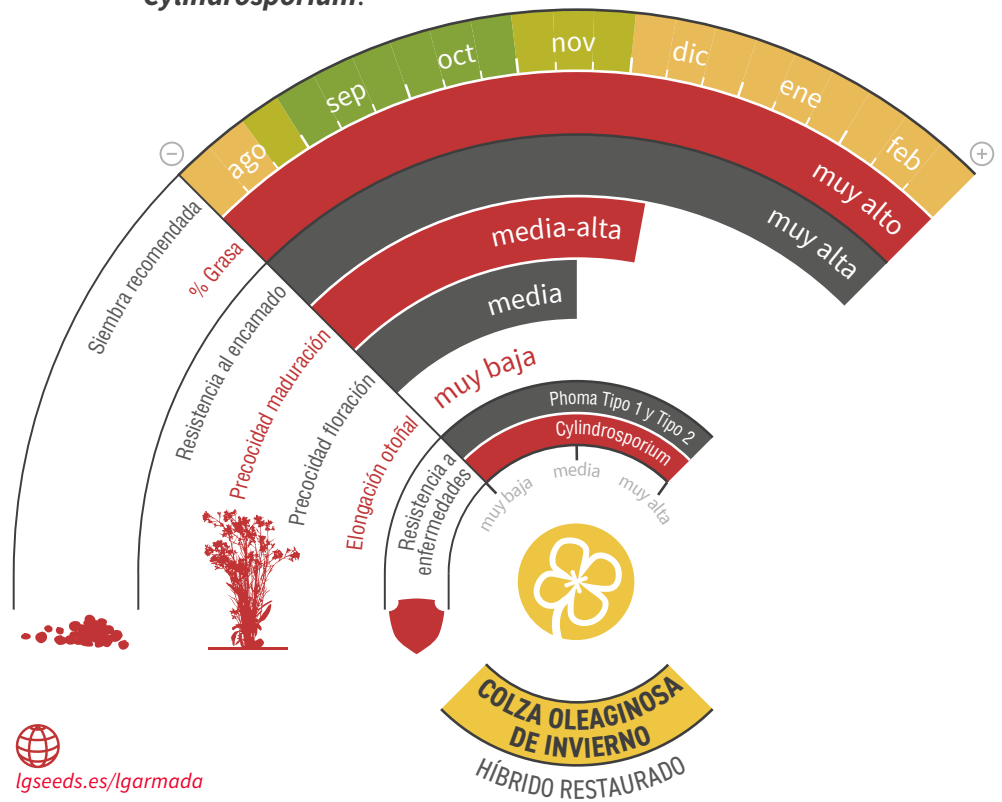 Cylindrosporium.
ago sep oct nov dic ene feb
− +
Siembra recomendada
% Grasa
muy alto
Resistencia al encamado
muy alta
Precocidad maduración
media-alta
Precocidad floración
media
Elongación otoñal
muy baja
Resistencia a
enfermedades
Phoma Tipo 1 y Tipo 2
Cylindrosporium
muy baja
media
muy alta
COLZA OLEAGINOSA
DE INVIERNO
HÍBRIDO RESTAURADO
lgseeds.es/lgarmada